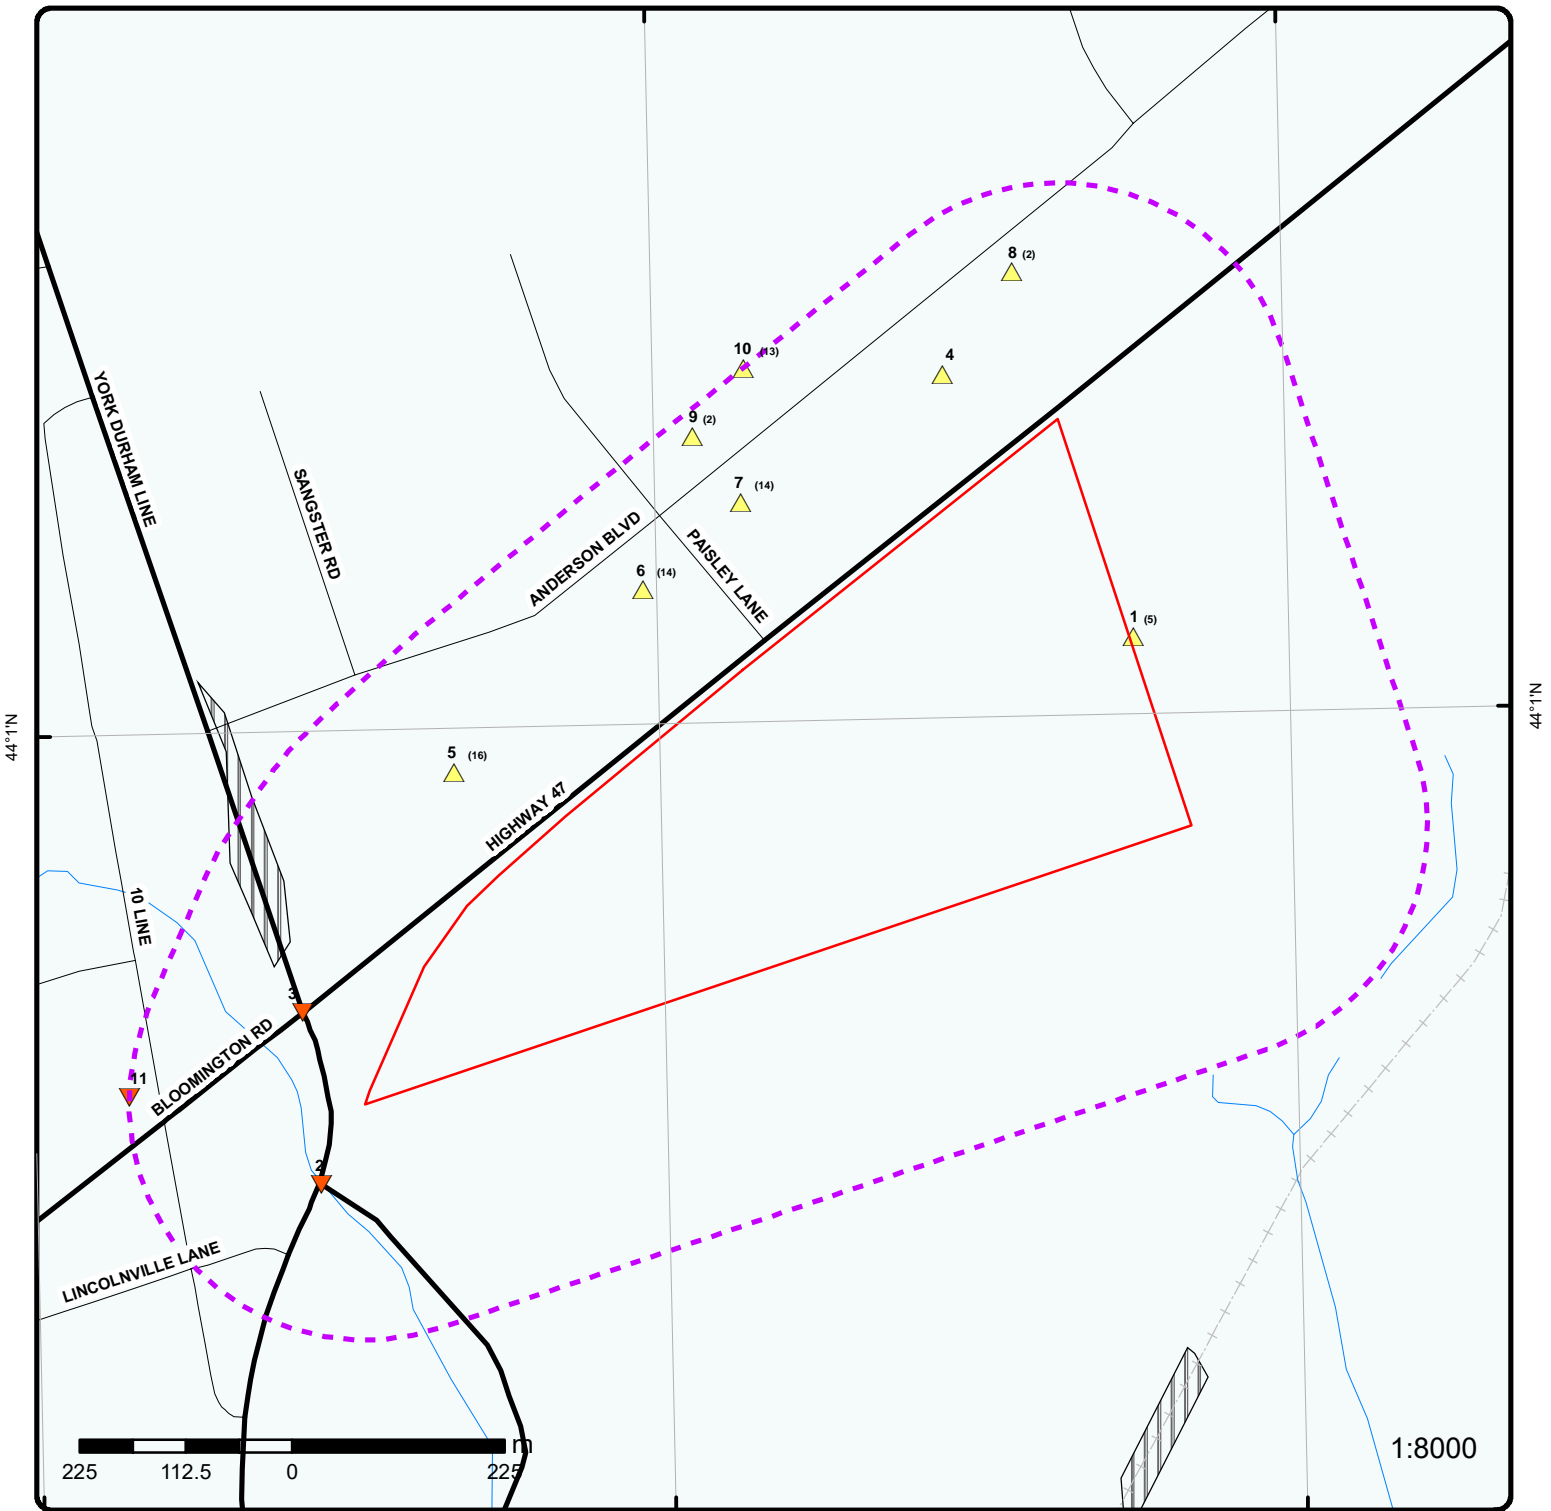 8 (2)
10 (13)
4
9 (2)
YORK DURHAM LINE
SANGSTER RD
7 (14)
ANDERSON BLVD
PAISLEY LANE
6 (14)
1 (5)
44°1'N
44°1'N
5 (16)
HIGHWAY 47
10 LINE
3
BLOOMINGTON RD
11
2
LINCOLNVILLE LANE
m
1:8000
225 112.5 0 225